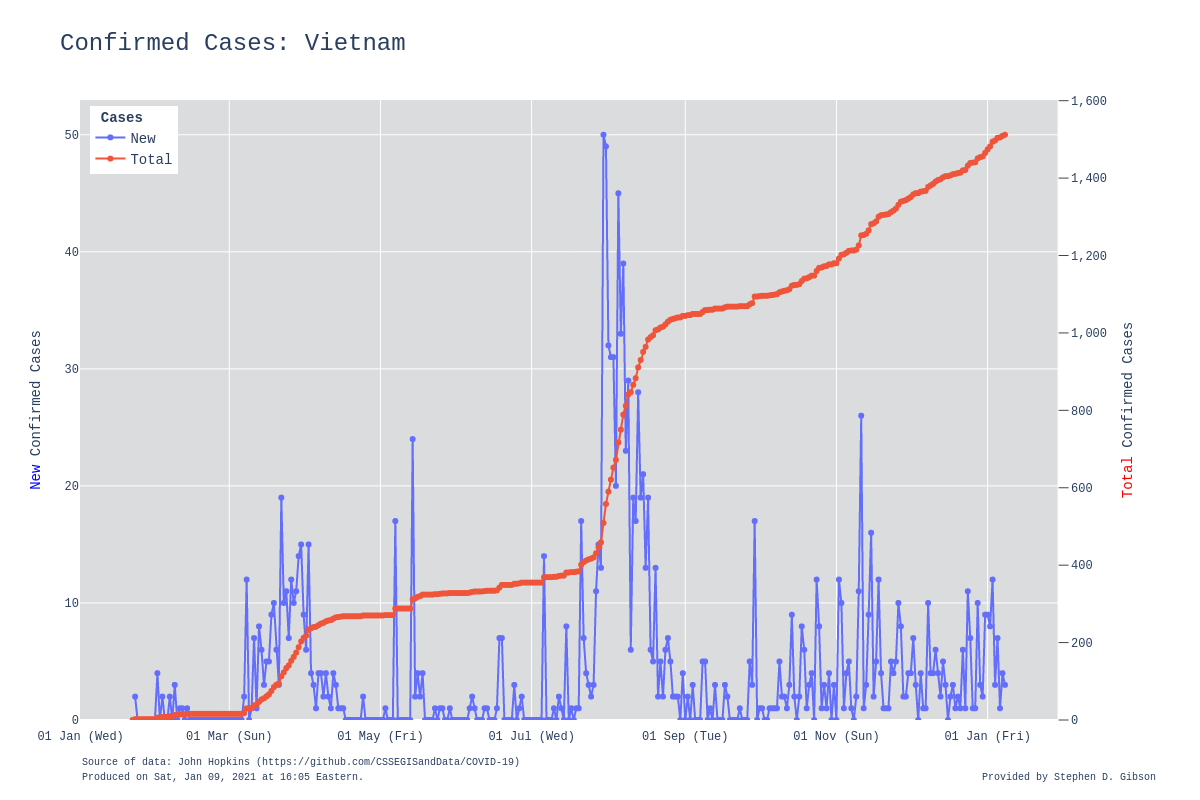 Confirmed Cases: Vietnam
Cases
New
Total
50
40
30
20
10
0
New Confirmed Cases
1,600
1,400
1,200
1,000
800
600
400
200
0
Total Confirmed Cases
01 Jan (Wed) 01 Mar (Sun) 01 May (Fri) 01 Jul (Wed) 01 Sep (Tue) 01 Nov (Sun) 01 Jan (Fri)
Source of data: John Hopkins (https://github.com/CSSEGISandData/COVID-19)
Produced on Sat, Jan 09, 2021 at 16:05 Eastern.
Provided by Stephen D. Gibson